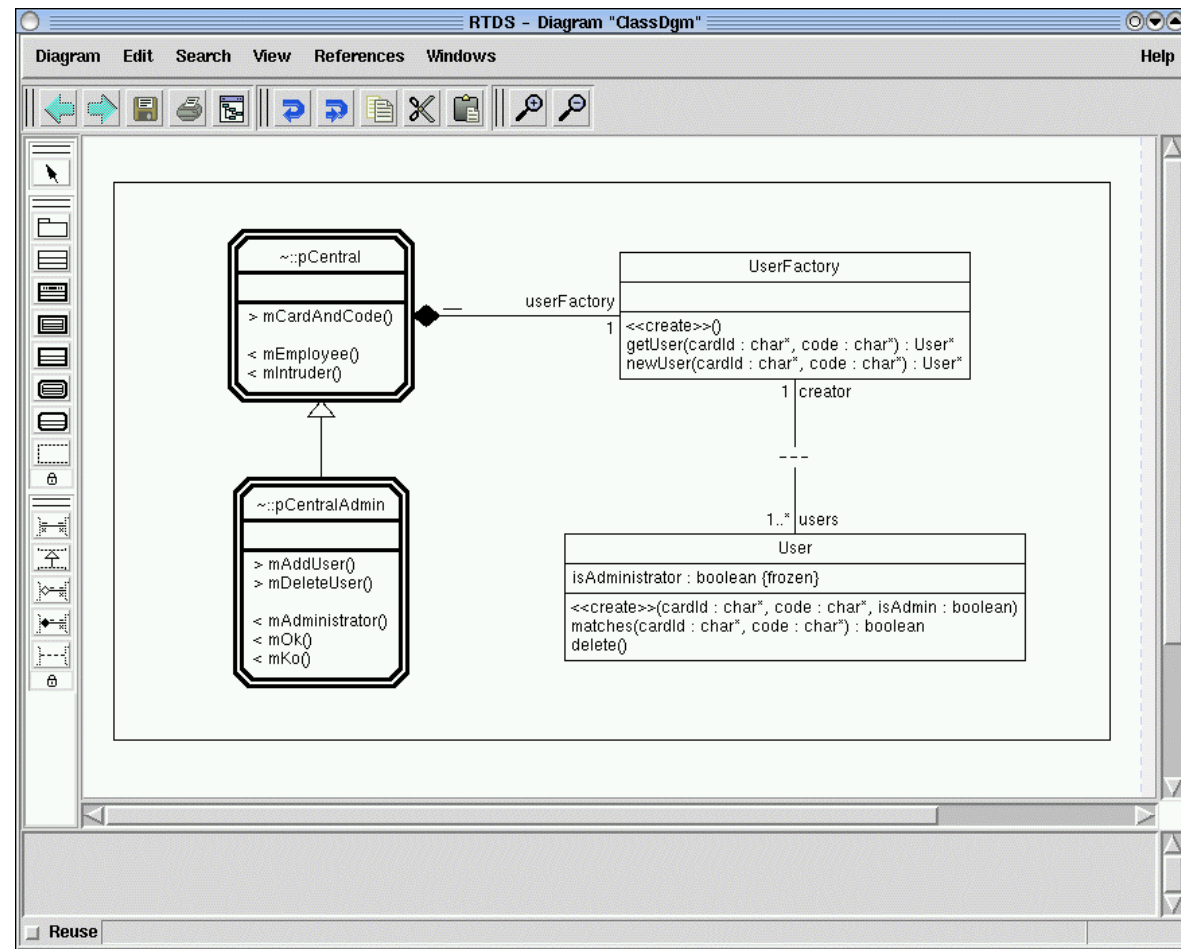 RTDS - Diagram "ClassDgm"
Diagram Edit Search View References Windows Help
~::pCentral
> mCardAndCode()
< mEmployee()
< mIntruder()
userFactory
1
UserFactory
<<create>>()
getUser(cardId : char*, code : char*) : User*
newUser(cardId : char*, code : char*) : User*
1 creator
1..* users
~::pCentralAdmin
> mAddUser()
> mDeleteUser()
< mAdministrator()
< mOk()
< mKo()
User
isAdministrator : boolean {frozen}
<<create>>(cardId : char*, code : char*, isAdmin : boolean)
matches(cardId : char*, code : char*) : boolean
delete()
Reuse